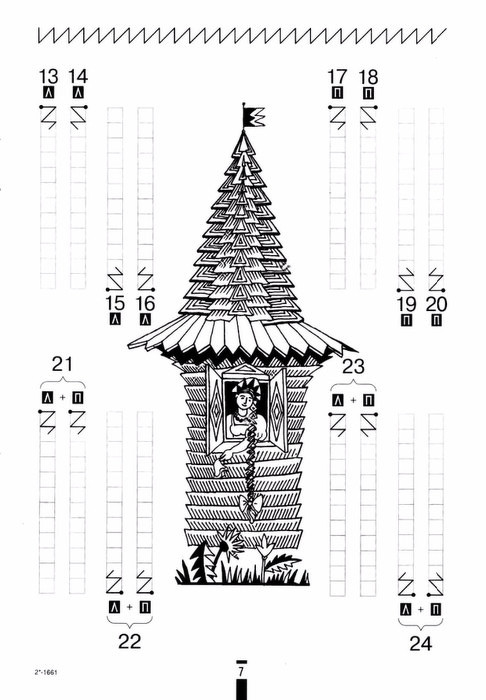 13 14 17 18
Л Л П П
15 16 19 20
Л Л П П
21 23
Л + П Л + П
Л + П Л + П
22 24
2*-1661
7